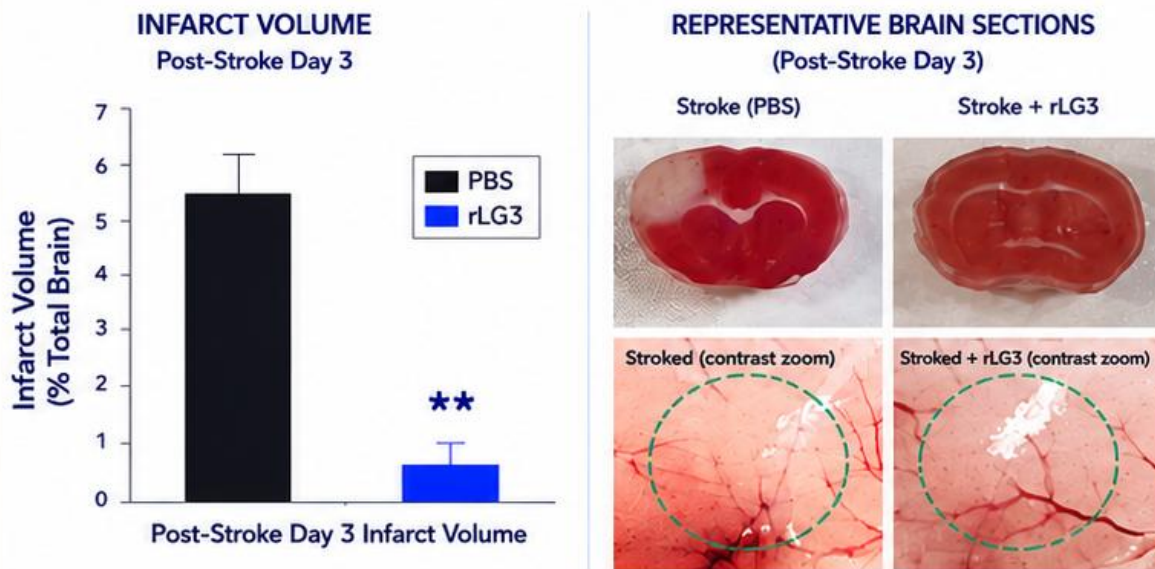 INFARCT VOLUME
Post-Stroke Day 3
7
6
5
4
3
2
1
0
Infarct Volume
(% Total Brain)
PBS
rLG3
**
Post-Stroke Day 3 Infarct Volume
REPRESENTATIVE BRAIN SECTIONS
(Post-Stroke Day 3)
Stroke (PBS)
Stroke + rLG3
Stroked (contrast zoom)
Stroked + rLG3 (contrast zoom)